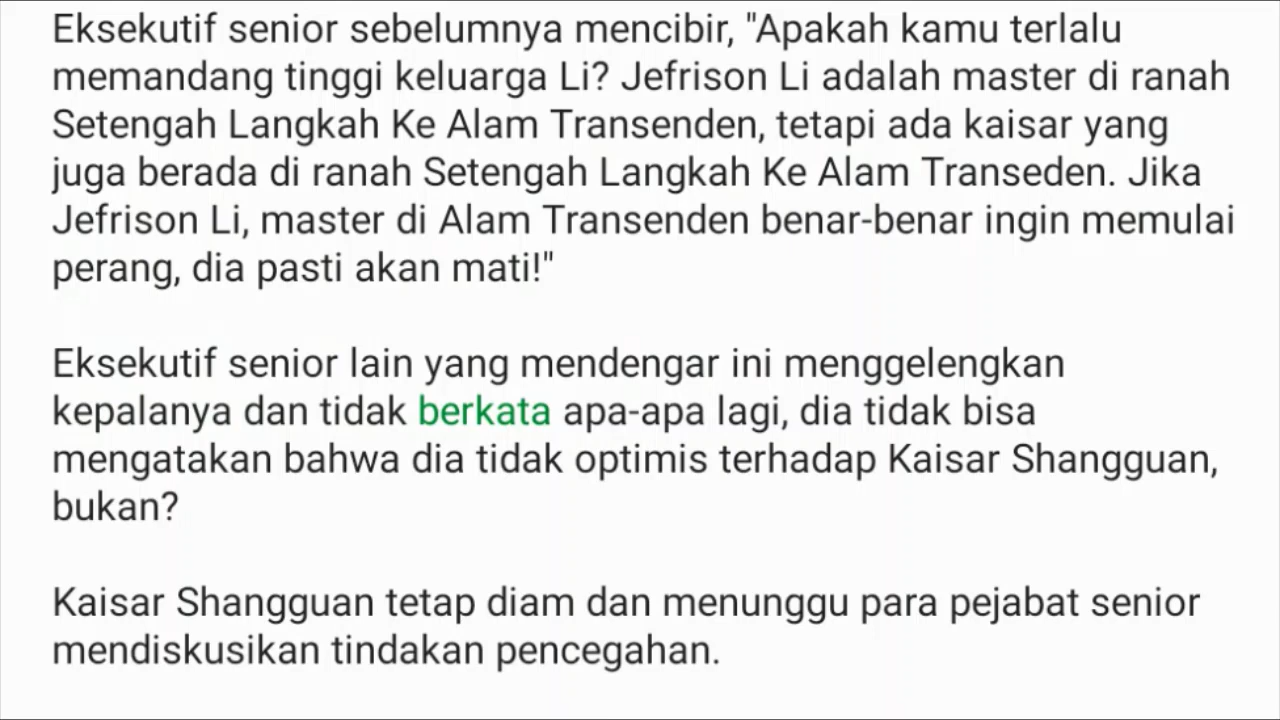 Eksekutif senior sebelumnya mencibir, "Apakah kamu terlalu
memandang tinggi keluarga Li? Jefrison Li adalah master di ranah
Setengah Langkah Ke Alam Transenden, tetapi ada kaisar yang
juga berada di ranah Setengah Langkah Ke Alam Transeden. Jika
Jefrison Li, master di Alam Transenden benar-benar ingin memulai
perang, dia pasti akan mati!"
Eksekutif senior lain yang mendengar ini menggelengkan
kepalanya dan tidak berkata apa-apa lagi, dia tidak bisa
mengatakan bahwa dia tidak optimis terhadap Kaisar Shangguan,
bukan?
Kaisar Shangguan tetap diam dan menunggu para pejabat senior
mendiskusikan tindakan pencegahan.